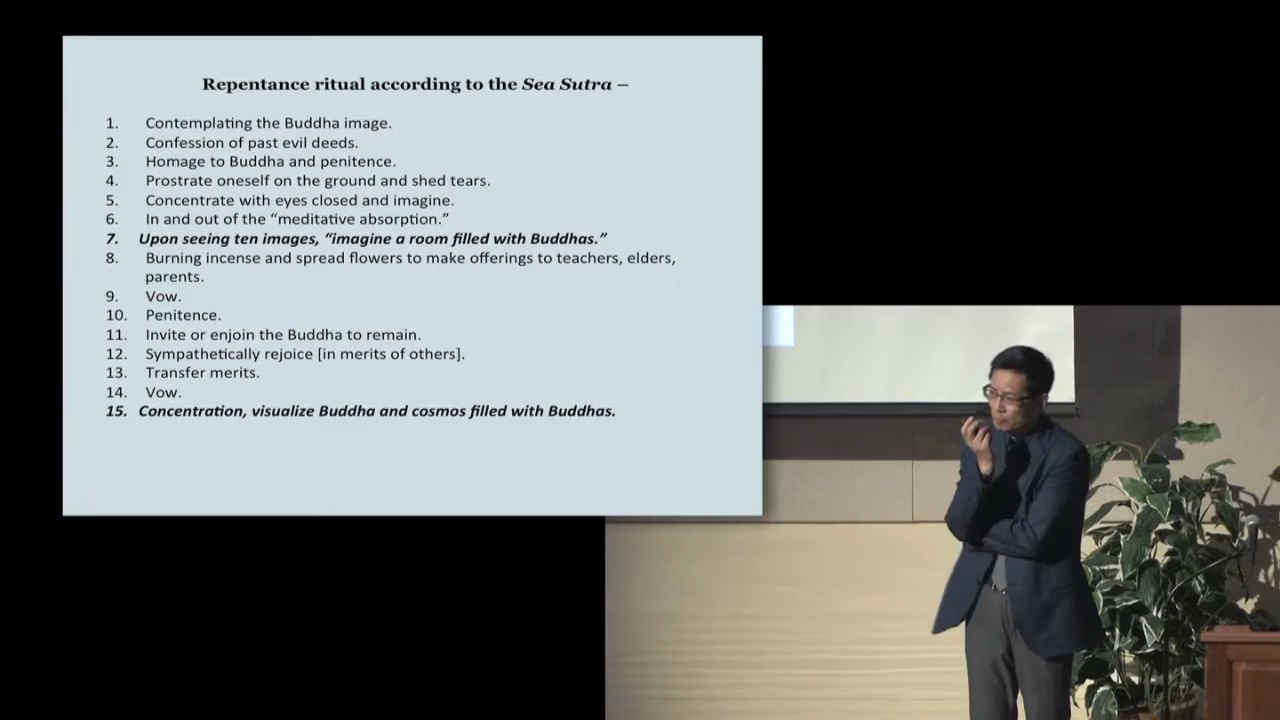 Repentance ritual according to the Sea Sutra –
1. Contemplating the Buddha image.
2. Confession of past evil deeds.
3. Homage to Buddha and penitence.
4. Prostrate oneself on the ground and shed tears.
5. Concentrate with eyes closed and imagine.
6. In and out of the “meditative absorption.”
7. Upon seeing ten images, “imagine a room filled with Buddhas.”
8. Burning incense and spread flowers to make offerings to teachers, elders,
parents.
9. Vow.
10. Penitence.
11. Invite or enjoin the Buddha to remain.
12. Sympathetically rejoice [in merits of others].
13. Transfer merits.
14. Vow.
15. Concentration, visualize Buddha and cosmos filled with Buddhas.